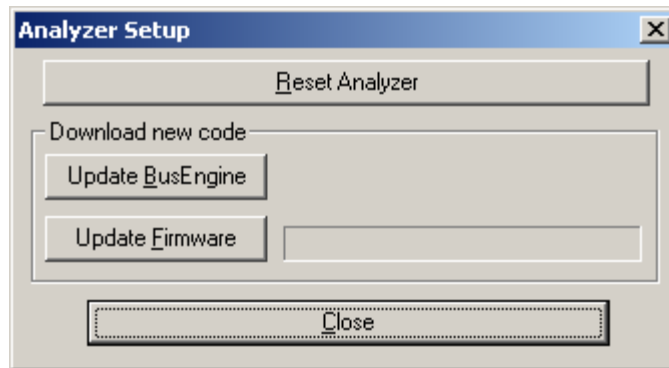 Analyzer Setup
Reset Analyzer
Download new code
Update BusEngine
Update Firmware
Close